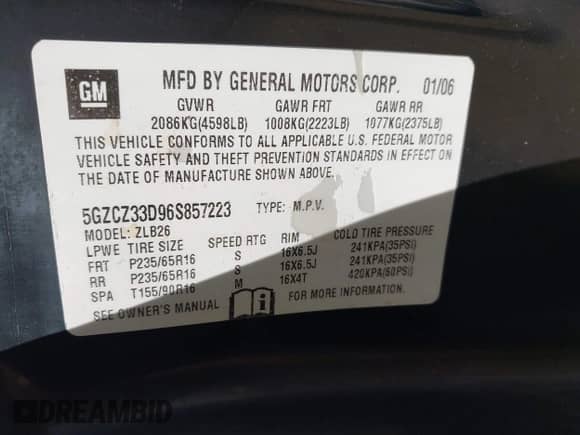 GM
MFD BY GENERAL MOTORS CORP. 01/06
GVWR GAWR FRT GAWR RR
2086KG(4598LB) 1008KG(2223LB) 1077KG(2375LB)
THIS VEHICLE CONFORMS TO ALL APPLICABLE U.S. FEDERAL MOTOR
VEHICLE SAFETY AND THEFT PREVENTION STANDARDS IN EFFECT ON
DATE OF MANUFACTURE SHOWN ABOVE.
5GZCZ33D96S857223 TYPE: M.P.V.
MODEL: ZLB26
LPWE TIRE SIZE SPEED RTG RIM COLD TIRE PRESSURE
FRT P235/65R16 S 16X6.5J 241KPA(35PSI)
RR P235/65R16 S 16X6.5J 241KPA(35PSI)
SPA T155/90R16 M 16X4T 420KPA(60PSI)
SEE OWNER'S MANUAL FOR MORE INFORMATION.
DREAMBID